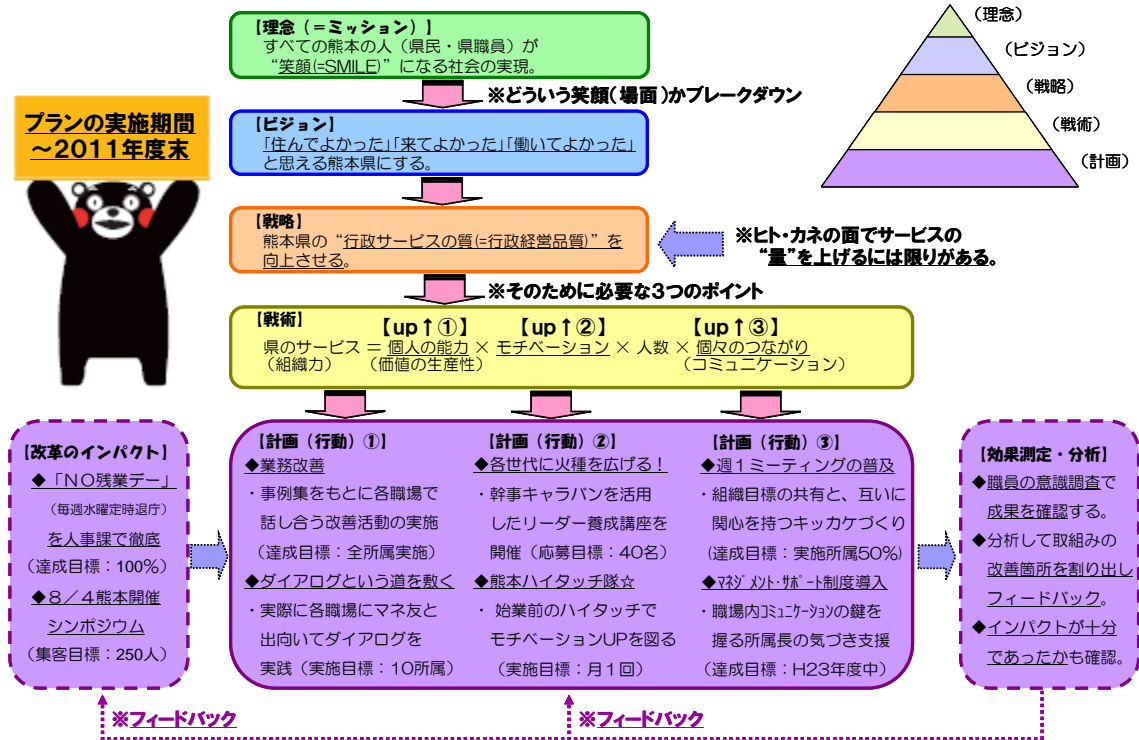 【理念(=ミッション)】
すべての熊本の人(県民・県職員)が
“笑顔(=SMILE)”になる社会の実現。
(理念)
(ビジョン)
(戦略)
(戦術)
(計画)
※どういう笑顔(場面)かブレークダウン
プランの実施期間
~2011年度末
【ビジョン】
「住んでよかった」「来てよかった」「働いてよかった」
と思える熊本県にする。
【戦略】
熊本県の“行政サービスの質(=行政経営品質)”を
向上させる。
※ヒト・カネの面でサービスの
“量”を上げるには限りがある。
※そのために必要な3つのポイント
【戦術】
【up↑①】
【up↑②】
【up↑③】
県のサービス = 個人の能力 × モチベーション × 人数 × 個々のつながり
(組織力) (価値の生産性) (コミュニケーション)
【改革のインパクト】
◆「NO残業デー」
(毎週水曜定時退庁)
を人事課で徹底
(達成目標:100%)
◆8/4熊本開催
シンポジウム
(集客目標:250人)
【計画(行動)①】
◆業務改善
・事例集をもとに各職場で
話し合う改善活動の実施
(達成目標:全所属実施)
◆ダイアログという道を敷く
・実際に各職場にマネ友と
出向いてダイアログを
実践(実施目標:10所属)
【計画(行動)②】
◆各世代に火種を広げる!
・幹事キャラバンを活用
したリーダー養成講座を
開催(応募目標:40名)
◆熊本ハイタッチ隊☆
・ 始業前のハイタッチで
モチベーションUPを図る
(実施目標:月1回)
【計画(行動)③】
◆週1ミーティングの普及
・組織目標の共有と、互いに
関心を持つキッカケづくり
(達成目標:実施所属50%)
◆マネジメント・サポート制度導入
・職場内コミュニケーションの鍵を
握る所属長の気づき支援
(達成目標:H23年度中)
【効果測定・分析】
◆職員の意識調査で
成果を確認する。
◆分析して取組みの
改善箇所を割り出し
フィードバック。
◆インパクトが十分
であったかも確認。
※フィードバック
※フィードバック